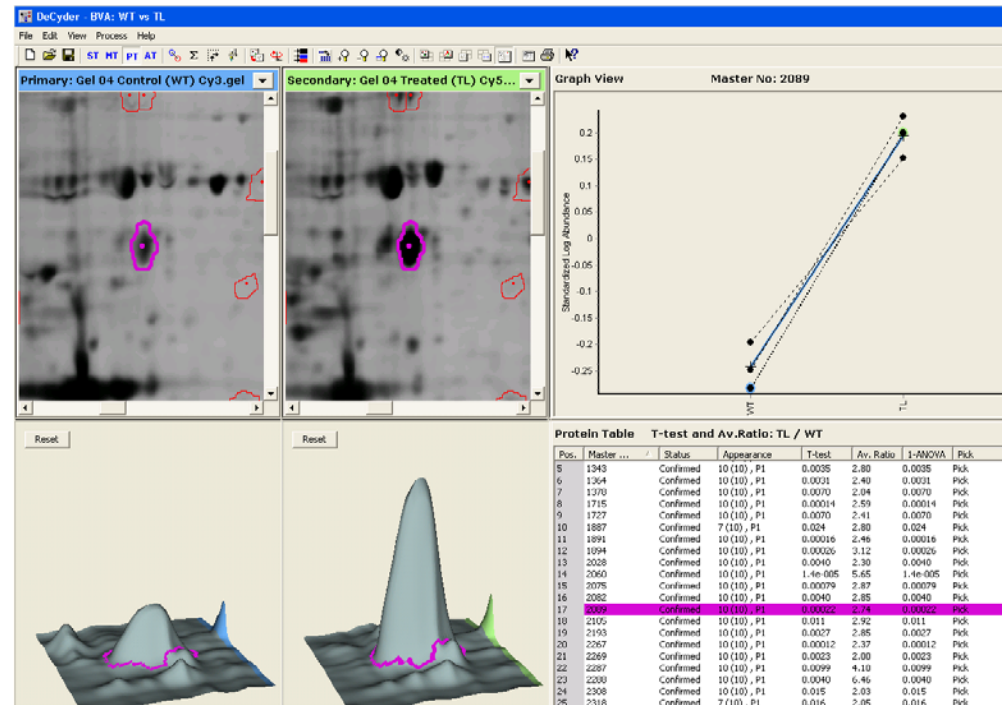 DeCyder - BVA: WT vs TL
File Edit View Process Help
ST MT PT AT Σ
Primary: Gel 04 Control (WT) Cy3.gel
Secondary: Gel 04 Treated (TL) Cy5...
Graph View Master No: 2089
Standardized Log Abundance
0.2
0.15
0.1
0.05
0
-0.05
-0.1
-0.15
-0.2
-0.25
WT
TL
Reset
Reset
Protein Table T-test and Av.Ratio: TL / WT
Pos. Master ... Status Appearance T-test Av. Ratio 1-ANOVA Pick
5 1343 Confirmed 10 (10) , P1 0.0035 2.80 0.0035 Pick
6 1364 Confirmed 10 (10) , P1 0.0031 2.40 0.0031 Pick
7 1370 Confirmed 10 (10) , P1 0.0070 2.04 0.0070 Pick
8 1715 Confirmed 10 (10) , P1 0.00014 2.59 0.00014 Pick
9 1727 Confirmed 10 (10) , P1 0.0070 2.41 0.0070 Pick
10 1887 Confirmed 7 (10) , P1 0.024 2.80 0.024 Pick
11 1891 Confirmed 10 (10) , P1 0.00016 2.46 0.00016 Pick
12 1894 Confirmed 10 (10) , P1 0.00026 3.12 0.00026 Pick
13 2028 Confirmed 10 (10) , P1 0.0040 2.30 0.0040 Pick
14 2060 Confirmed 10 (10) , P1 1.4e-005 5.65 1.4e-005 Pick
15 2075 Confirmed 10 (10) , P1 0.00079 2.87 0.00079 Pick
16 2082 Confirmed 10 (10) , P1 0.0040 2.85 0.0040 Pick
17 2089 Confirmed 10 (10) , P1 0.00022 2.74 0.00022 Pick
18 2105 Confirmed 10 (10) , P1 0.011 2.92 0.011 Pick
19 2193 Confirmed 10 (10) , P1 0.0027 2.85 0.0027 Pick
20 2267 Confirmed 10 (10) , P1 0.00012 2.37 0.00012 Pick
21 2269 Confirmed 10 (10) , P1 0.0023 2.00 0.0023 Pick
22 2287 Confirmed 10 (10) , P1 0.0099 4.10 0.0099 Pick
23 2288 Confirmed 10 (10) , P1 0.0040 6.46 0.0040 Pick
24 2308 Confirmed 10 (10) , P1 0.015 2.03 0.015 Pick
25 2318 Confirmed 7 (10) , P1 0.016 2.05 0.016 Pick